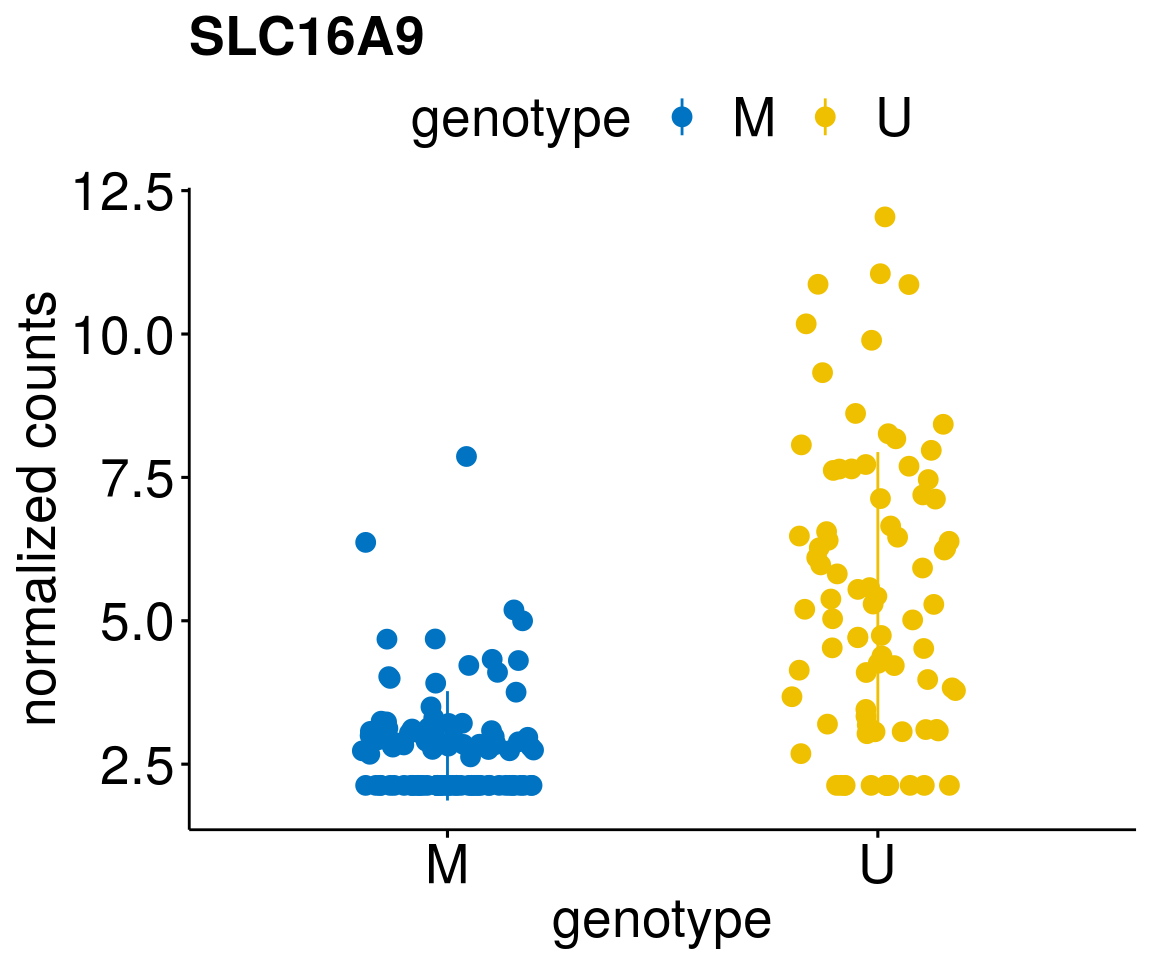 SLC16A9
genotype M U
12.5
10.0
7.5
5.0
2.5
normalized counts
M U
genotype